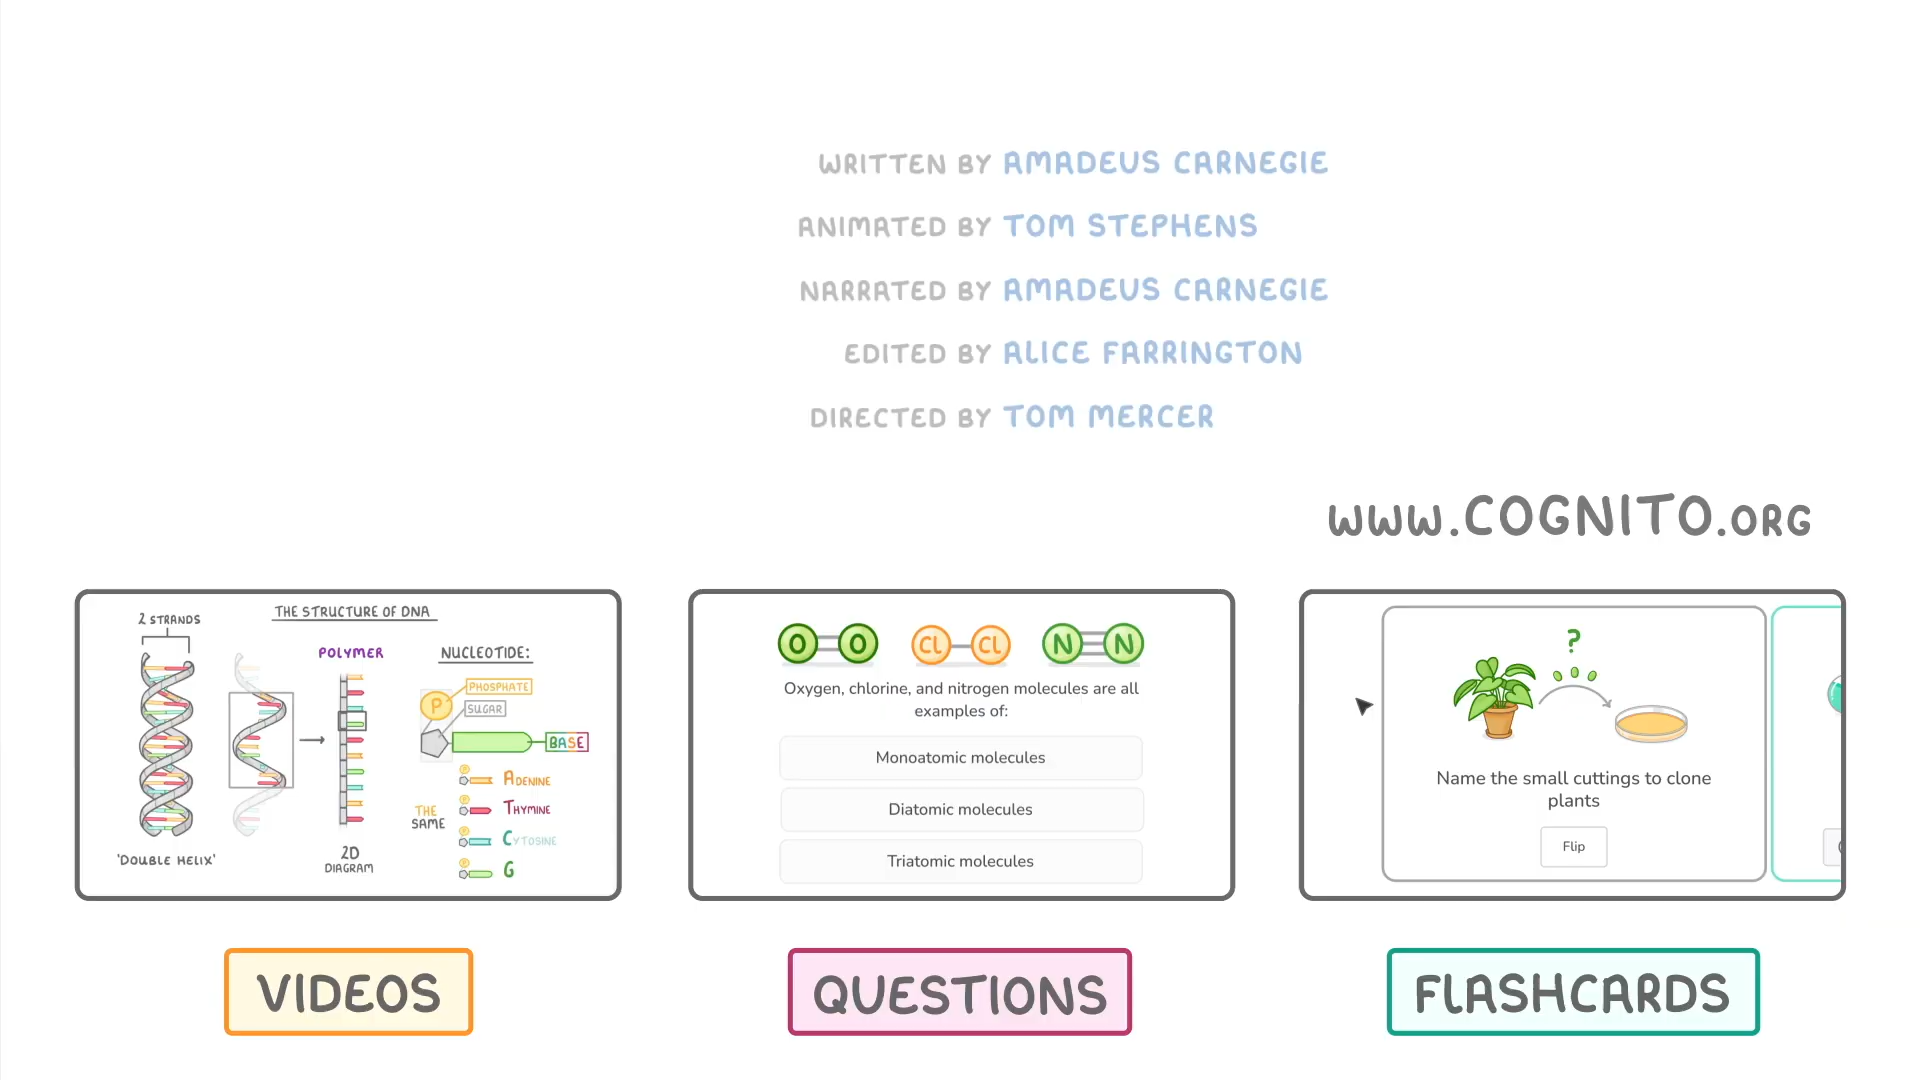 WRITTEN BY AMADEUS CARNEGIE
ANIMATED BY TOM STEPHENS
NARRATED BY AMADEUS CARNEGIE
EDITED BY ALICE FARRINGTON
DIRECTED BY TOM MERCER
www.COGNITO.ORG
THE STRUCTURE OF DNA
2 STRANDS
'DOUBLE HELIX'
POLYMER
2D
DIAGRAM
NUCLEOTIDE:
PHOSPHATE
SUGAR
P
BASE
THE
SAME
ADENINE
THYMINE
CYTOSINE
G
VIDEOS
O O Cl Cl N N
Oxygen, chlorine, and nitrogen molecules are all
examples of:
Monoatomic molecules
Diatomic molecules
Triatomic molecules
QUESTIONS
?
Name the small cuttings to clone
plants
Flip
FLASHCARDS